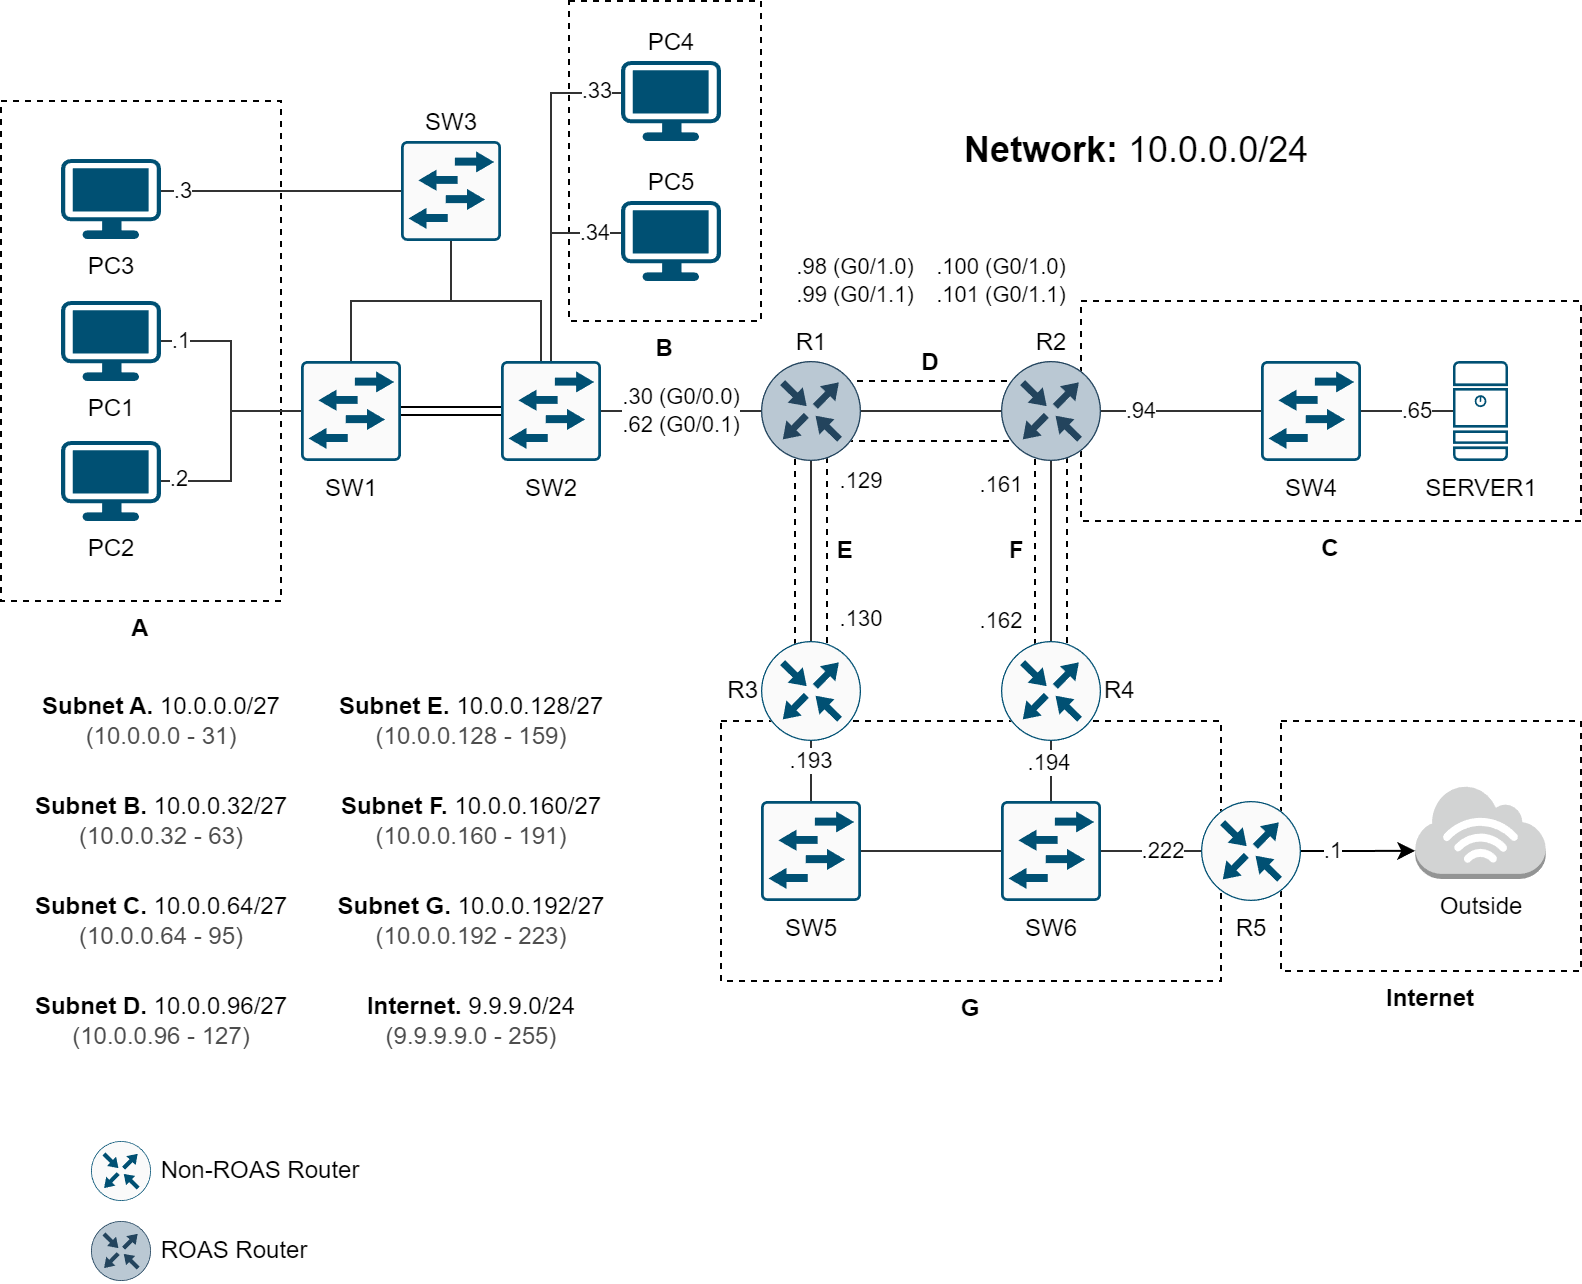 PC4
.33
SW3
Network: 10.0.0.0/24
PC5
.3
.34
PC3
.98 (G0/1.0) .100 (G0/1.0)
.99 (G0/1.1) .101 (G0/1.1)
.1
R1
R2
B
D
PC1
.30 (G0/0.0)
.62 (G0/0.1)
.94
.65
.2
SW1
SW2
.129
.161
SW4
SERVER1
PC2
E
F
C
A
.130
.162
R3
R4
Subnet A. 10.0.0.0/27
(10.0.0.0 - 31)
Subnet E. 10.0.0.128/27
(10.0.0.128 - 159)
.193
.194
Subnet B. 10.0.0.32/27
(10.0.0.32 - 63)
Subnet F. 10.0.0.160/27
(10.0.0.160 - 191)
.222
.1
Subnet C. 10.0.0.64/27
(10.0.0.64 - 95)
Subnet G. 10.0.0.192/27
(10.0.0.192 - 223)
SW5
SW6
R5
Outside
Subnet D. 10.0.0.96/27
(10.0.0.96 - 127)
Internet. 9.9.9.0/24
(9.9.9.9.0 - 255)
G
Internet
Non-ROAS Router
ROAS Router